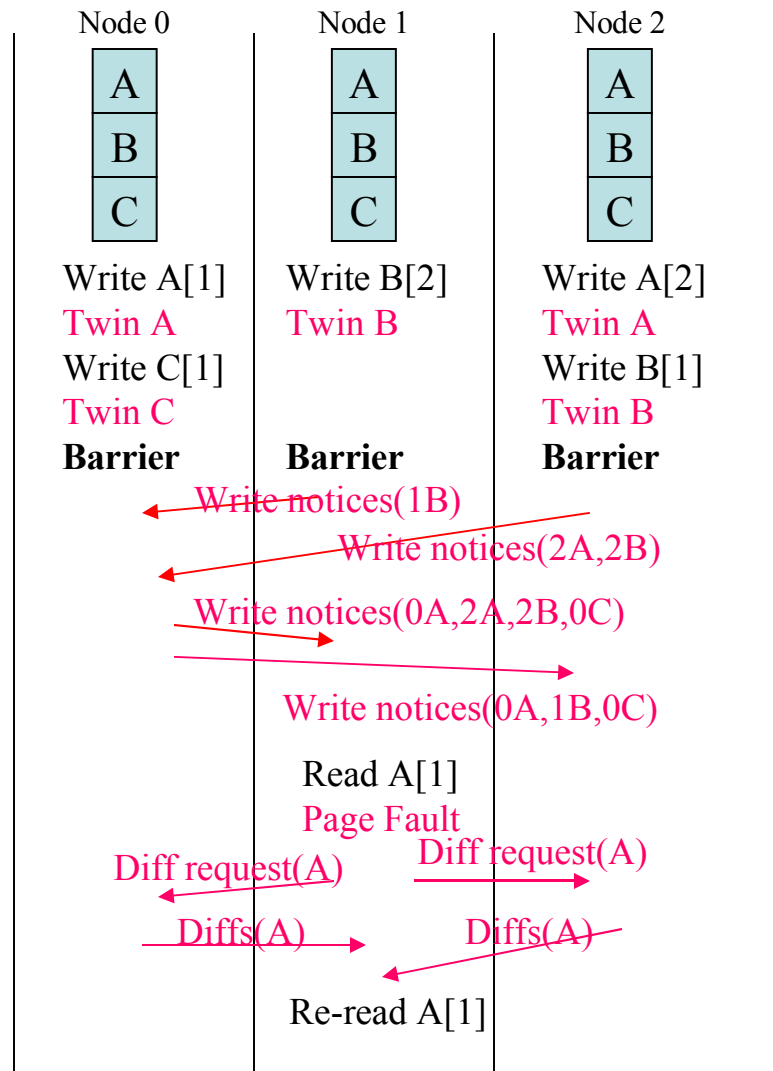 Node 0 Node 1 Node 2
A A A
B B B
C C C
Write A[1] Write B[2] Write A[2]
Twin A Twin B Twin A
Write C[1] Write B[1]
Twin C Twin B
Barrier Barrier Barrier
Write notices(1B)
Write notices(2A,2B)
Write notices(0A,2A,2B,0C)
Write notices(0A,1B,0C)
Read A[1]
Page Fault
Diff request(A) Diff request(A)
Diffs(A) Diffs(A)
Re-read A[1]